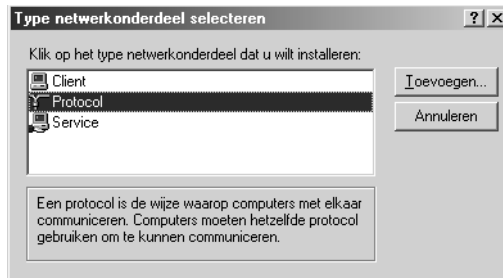 Type netwerkonderdeel selecteren
Klik op het type netwerkonderdeel dat u wilt installeren:
Client
Protocol
Service
Toevoegen...
Annuleren
Een protocol is de wijze waarop computers met elkaar
communiceren. Computers moeten hetzelfde protocol
gebruiken om te kunnen communiceren.